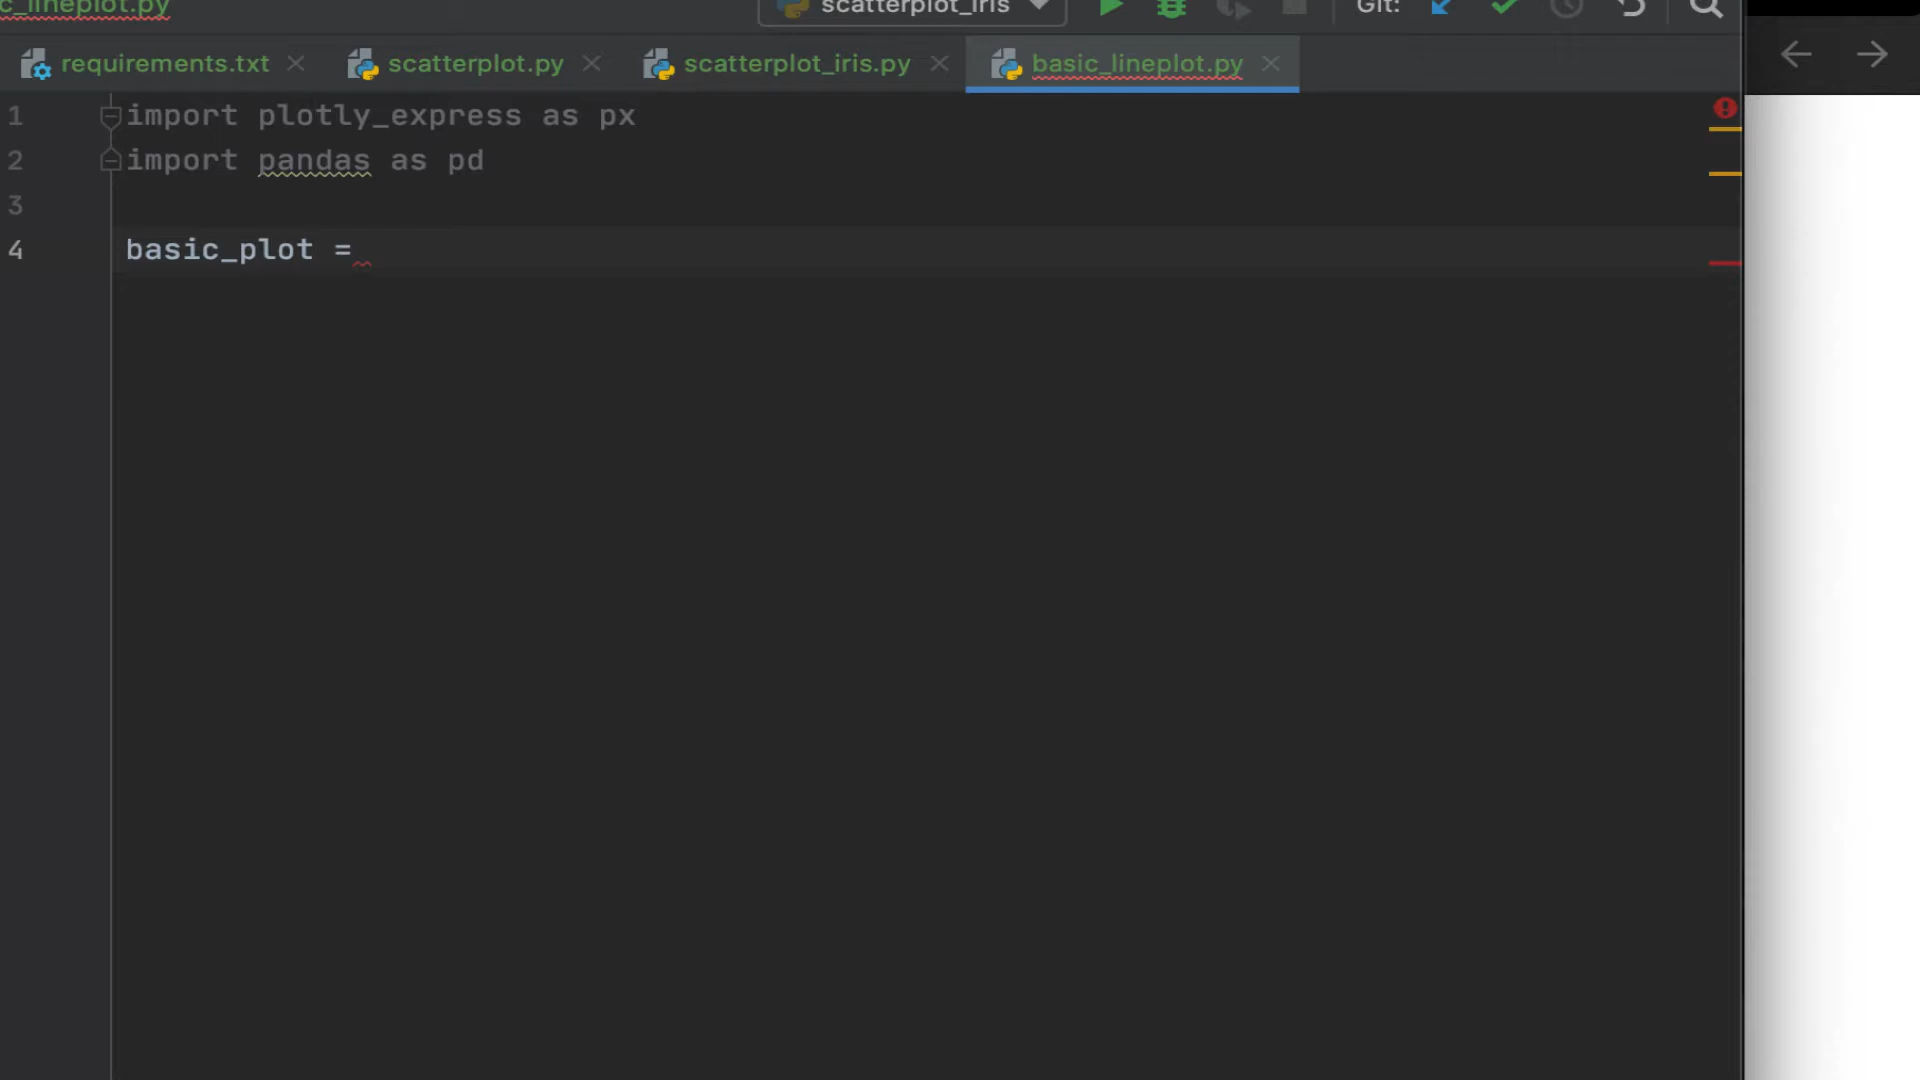 c_lineplot.py scatterplot_iris Git:
requirements.txt scatterplot.py scatterplot_iris.py basic_lineplot.py
1 import plotly_express as px
2 import pandas as pd
3
4 basic_plot =